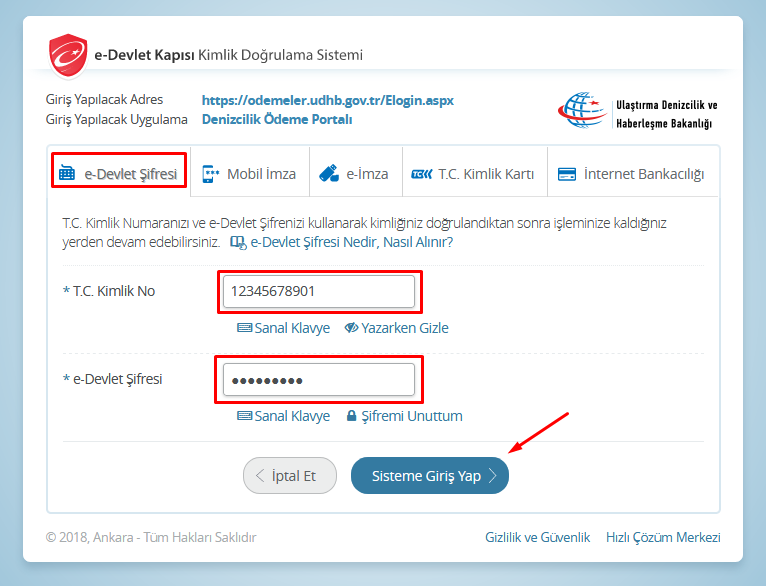 e-Devlet Kapısı Kimlik Doğrulama Sistemi
Giriş Yapılacak Adres https://odemeler.udhb.gov.tr/Elogin.aspx
Giriş Yapılacak Uygulama Denizcilik Ödeme Portalı
Ulaştırma Denizcilik ve
Haberleşme Bakanlığı
e-Devlet Şifresi Mobil İmza e-İmza T.C. Kimlik Kartı İnternet Bankacılığı
T.C. Kimlik Numaranızı ve e-Devlet Şifrenizi kullanarak kimliğiniz doğrulandıktan sonra işleminize kaldığınız
yerden devam edebilirsiniz. e-Devlet Şifresi Nedir, Nasıl Alınır?
* T.C. Kimlik No 12345678901
Sanal Klavye Yazarken Gizle
* e-Devlet Şifresi •••••••••
Sanal Klavye Şifremi Unuttum
İptal Et Sisteme Giriş Yap
© 2018, Ankara - Tüm Hakları Saklıdır Gizlilik ve Güvenlik Hızlı Çözüm Merkezi